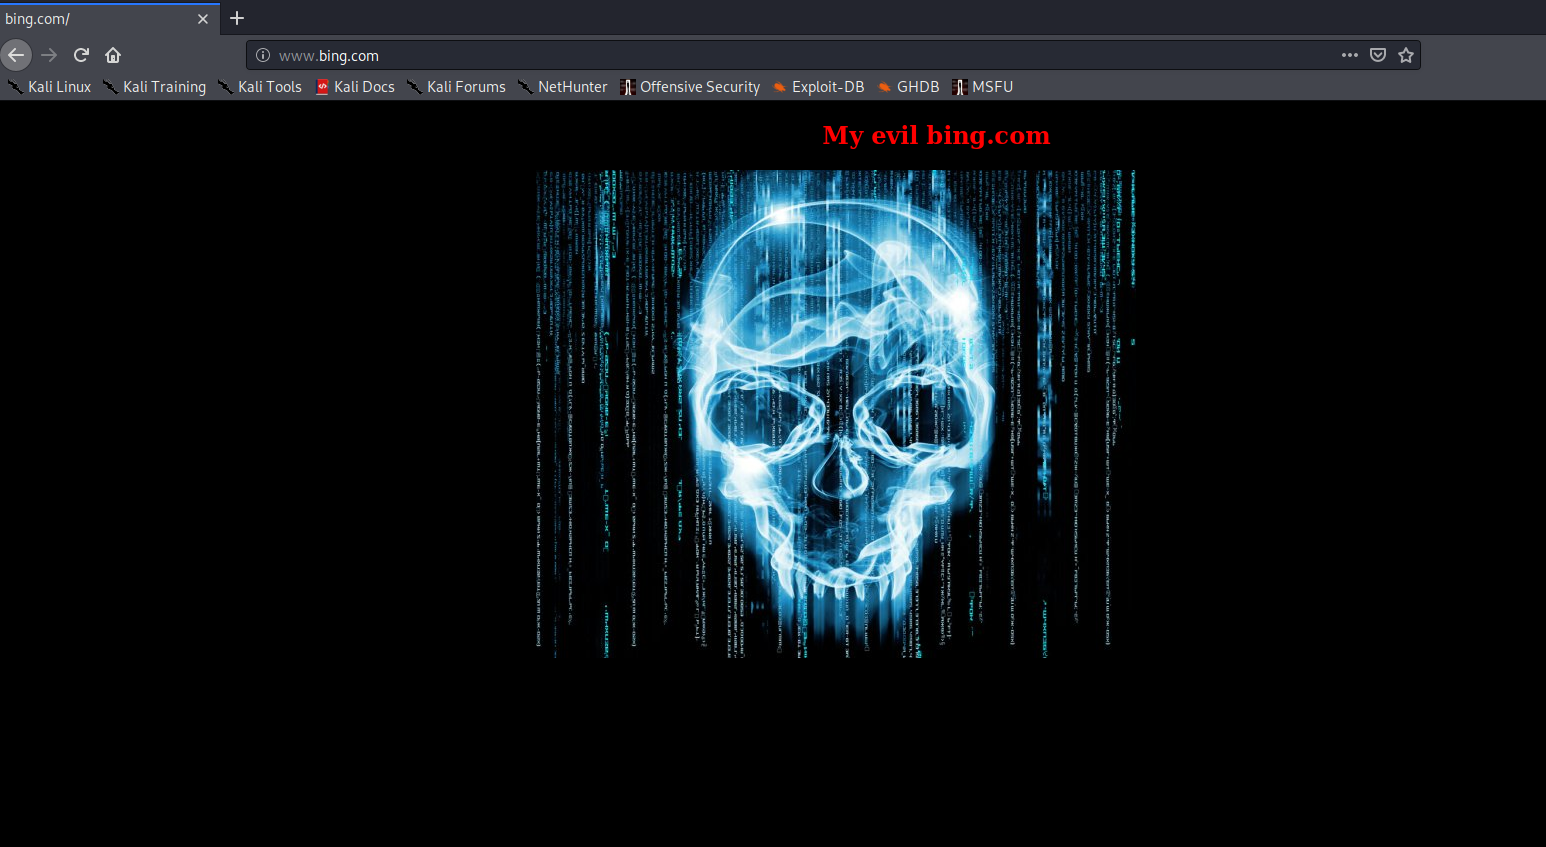 bing.com/
www.bing.com
Kali Linux Kali Training Kali Tools Kali Docs Kali Forums NetHunter Offensive Security Exploit-DB GHDB MSFU
My evil bing.com